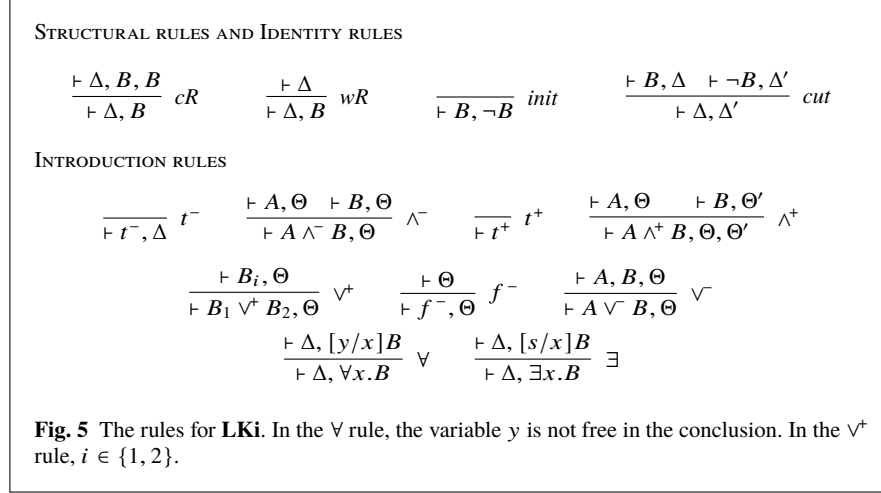 STRUCTURAL RULES AND IDENTITY RULES
⊢ Δ, B, B ⊢ Δ ⊢ B, Δ ⊢ ¬B, Δ′
cR wR init cut
⊢ Δ, B ⊢ Δ, B ⊢ B, ¬B ⊢ Δ, Δ′
INTRODUCTION RULES
⊢ A, Θ ⊢ B, Θ ⊢ A, Θ ⊢ B, Θ′
t⁻ ∧⁻ t⁺ ∧⁺
⊢ t⁻, Δ ⊢ A ∧⁻ B, Θ ⊢ t⁺ ⊢ A ∧⁺ B, Θ, Θ′
⊢ Bᵢ, Θ ⊢ Θ ⊢ A, B, Θ
∨⁺ f⁻ ∨⁻
⊢ B₁ ∨⁺ B₂, Θ ⊢ f⁻, Θ ⊢ A ∨⁻ B, Θ
⊢ Δ, [y/x]B ⊢ Δ, [s/x]B
∀ ∃
⊢ Δ, ∀x.B ⊢ Δ, ∃x.B
Fig. 5 The rules for LKi. In the ∀ rule, the variable y is not free in the conclusion. In the ∨⁺
rule, i ∈ {1, 2}.